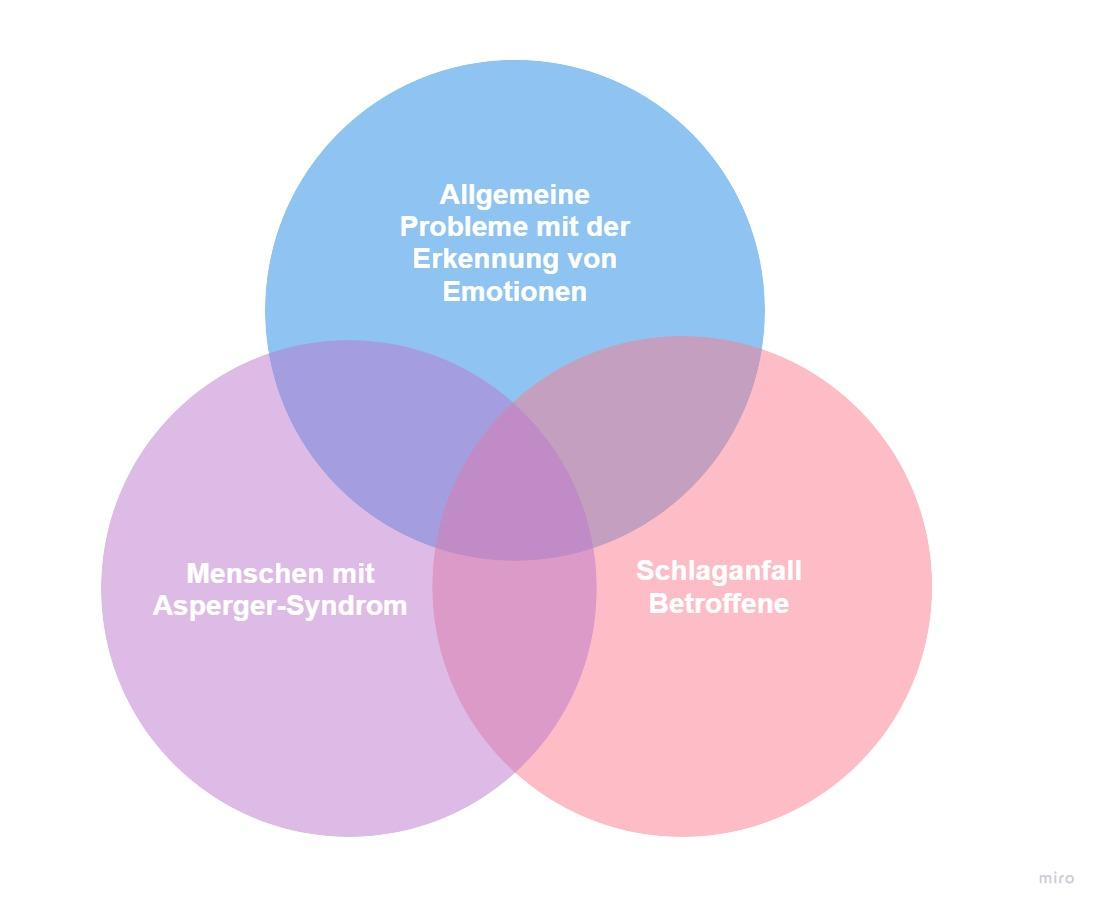 Allgemeine
Probleme mit der
Erkennung von
Emotionen
Menschen mit
Asperger-Syndrom
Schlaganfall
Betroffene
miro